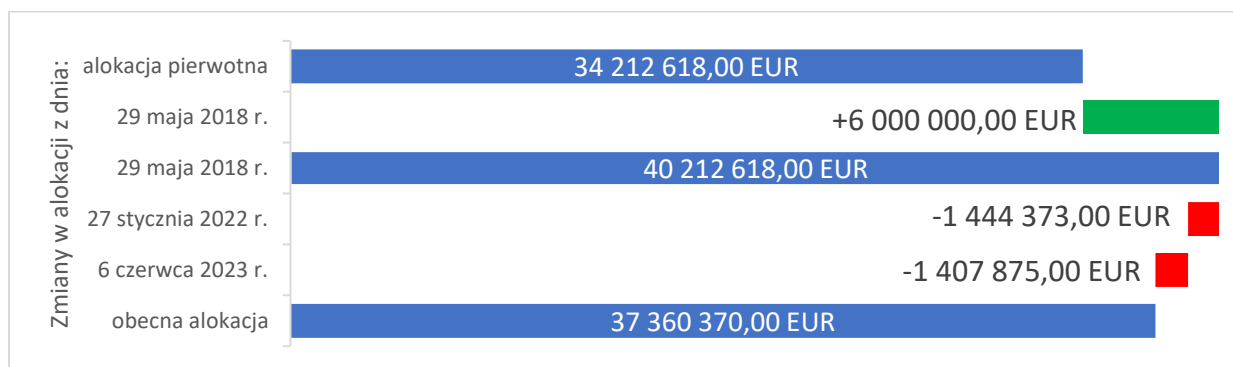 Zmiany w alokacji z dnia:
alokacja pierwotna
34 212 618,00 EUR
29 maja 2018 r.
+6 000 000,00 EUR
29 maja 2018 r.
40 212 618,00 EUR
27 stycznia 2022 r.
-1 444 373,00 EUR
6 czerwca 2023 r.
-1 407 875,00 EUR
obecna alokacja
37 360 370,00 EUR